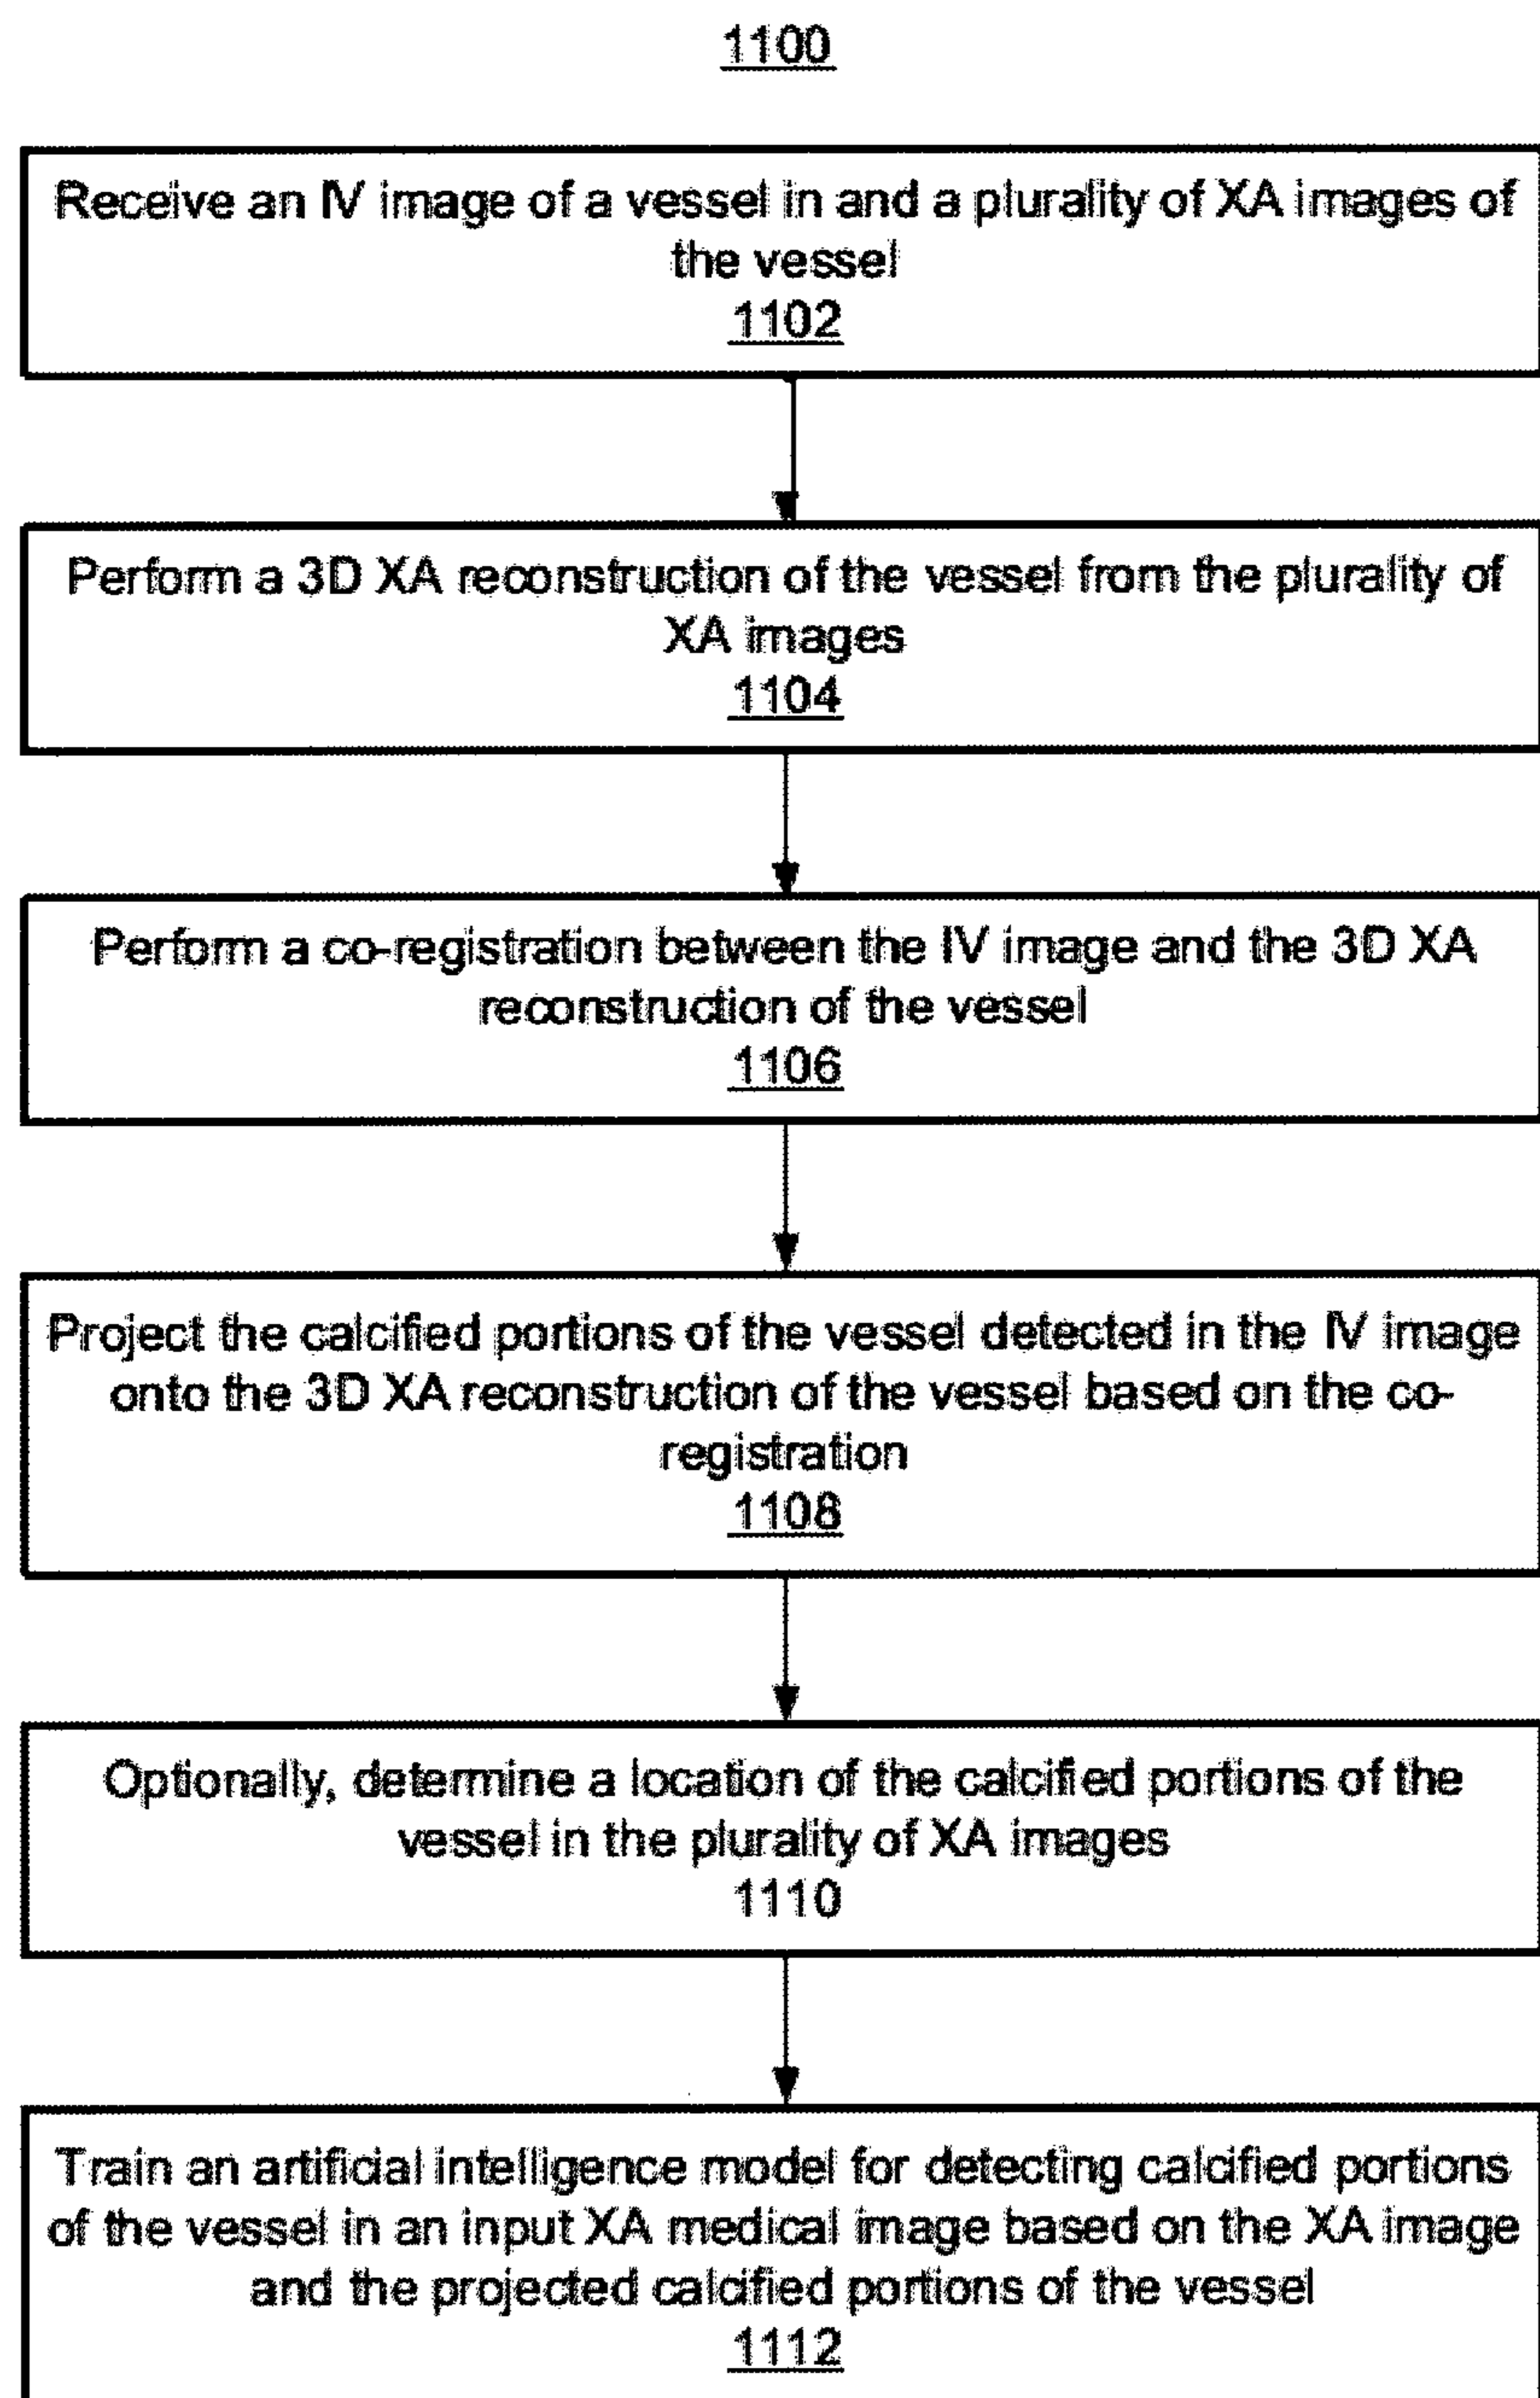 1100
Receive an IV image of a vessel in and a plurality of XA images of
the vessel
1102
Perform a 3D XA reconstruction of the vessel from the plurality of
XA images
1104
Perform a co-registration between the IV image and the 3D XA
reconstruction of the vessel
1106
Project the calcified portions of the vessel detected in the IV image
onto the 3D XA reconstruction of the vessel based on the co-
registration
1108
Optionally, determine a location of the calcified portions of the
vessel in the plurality of XA images
1110
Train an artificial intelligence model for detecting calcified portions
of the vessel in an input XA medical image based on the XA image
and the projected calcified portions of the vessel
1112